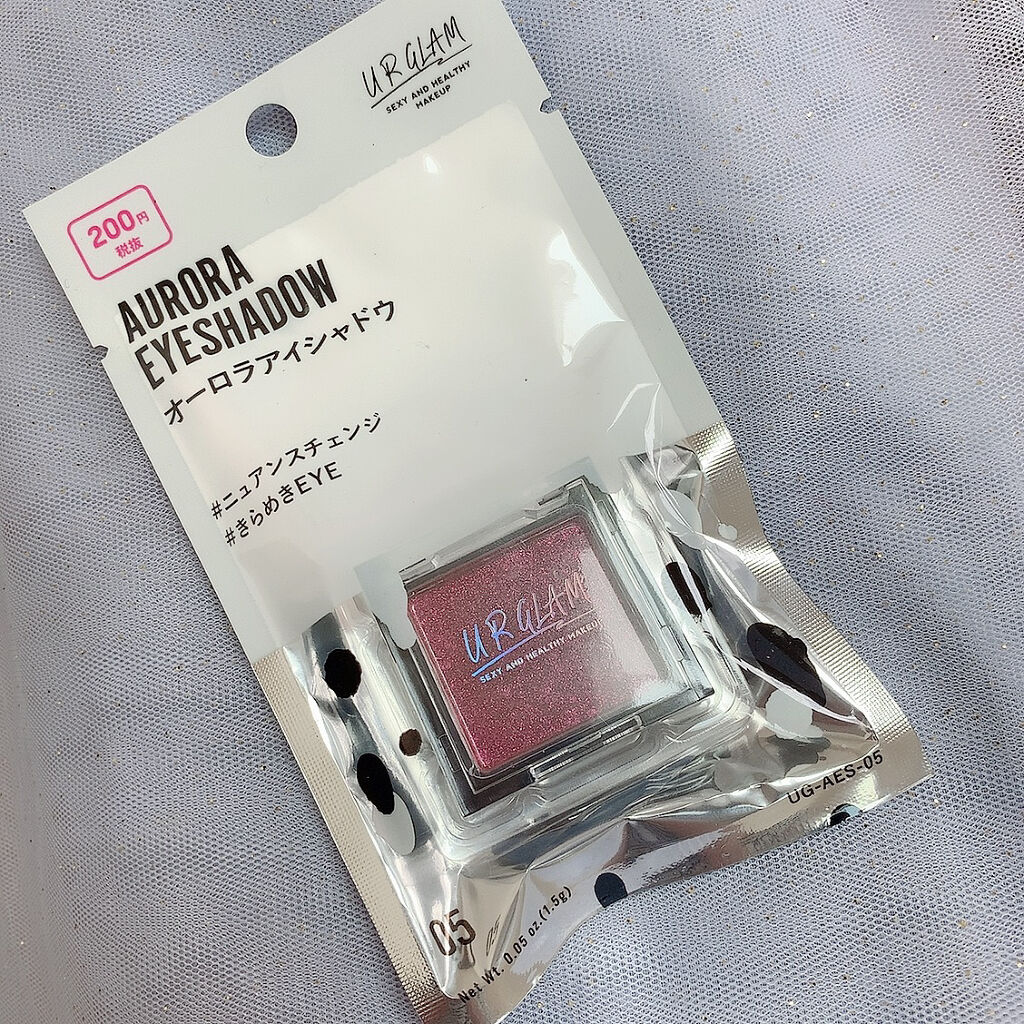 UR GLAM
SEXY AND HEALTHY
MAKEUP
200円
税抜
AURORA
EYESHADOW
オーロラアイシャドウ
#ニュアンスチェンジ
#きらめきEYE
UR GLAM
SEXY AND HEALTHY MAKEUP
UG-AES-05
05
05
Net Wt. 0.05 oz.(1.5g)